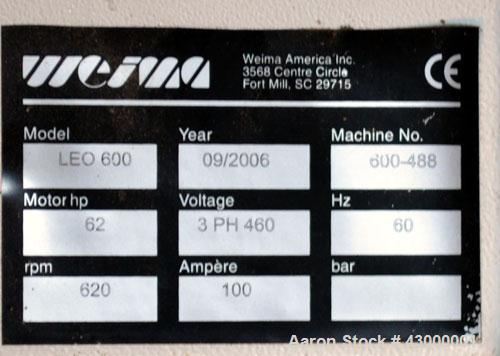 weima
Weima America Inc.
3568 Centre Circle
Fort Mill, SC 29715
CE
Model Year Machine No.
LEO 600 09/2006 600-488
Motor hp Voltage Hz
62 3 PH 460 60
rpm Ampère bar
620 100
Aaron Stock #